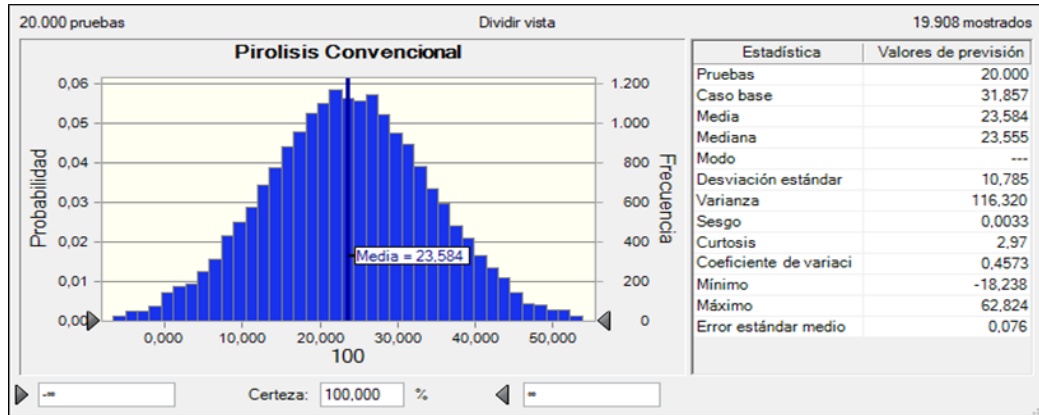 20.000 pruebas Dividir vista 19.908 mostrados
Pirolisis Convencional
Probabilidad
0,06
0,05
0,04
0,03
0,02
0,01
0,00
Media = 23,584
1.200
1.000
800
600
400
200
0
Frecuencia
0,000 10,000 20,000 30,000 40,000 50,000
100
Estadística Valores de previsión
Pruebas 20.000
Caso base 31,857
Media 23,584
Mediana 23,555
Modo ---
Desviación estándar 10,785
Varianza 116,320
Sesgo 0,0033
Curtosis 2,97
Coeficiente de variaci 0,4573
Mínimo -18,238
Máximo 62,824
Error estándar medio 0,076
-∞ Certeza: 100,000 % ∞